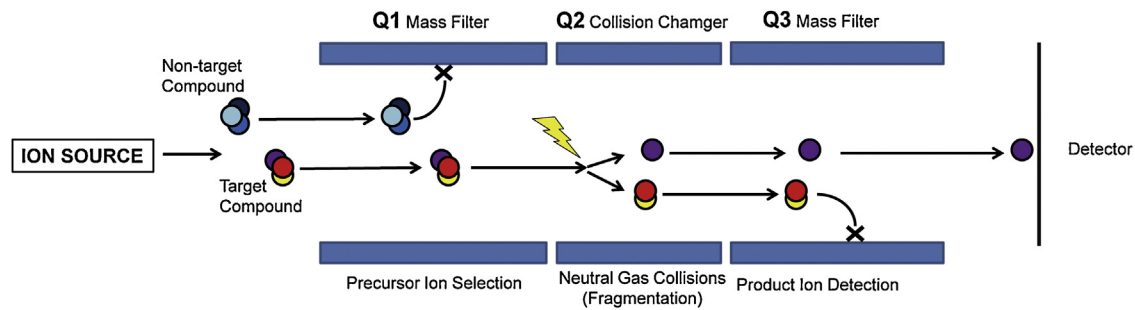 Q1 Mass Filter
Q2 Collision Chamger
Q3 Mass Filter
Non-target
Compound
ION SOURCE
Detector
Target
Compound
Precursor Ion Selection
Neutral Gas Collisions
(Fragmentation)
Product Ion Detection